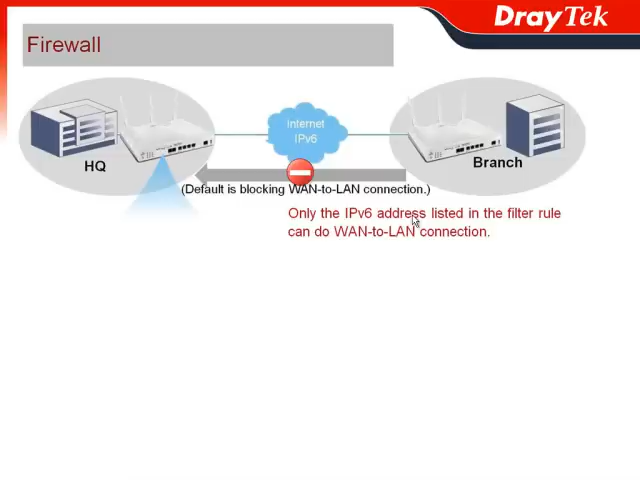 DrayTek
Firewall
Internet
IPv6
HQ
Branch
(Default is blocking WAN-to-LAN connection.)
Only the IPv6 address listed in the filter rule
can do WAN-to-LAN connection.